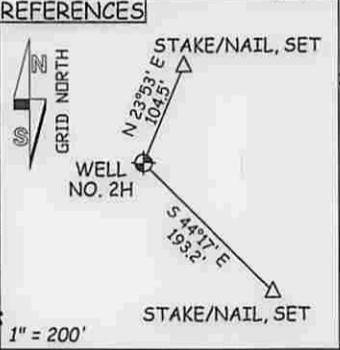 REFERENCES
STAKE/NAIL, SET
N
S
GRID NORTH
N 23°53' E
104.5'
WELL
NO. 2H
S 44°17' E
193.2'
STAKE/NAIL, SET
1" = 200'